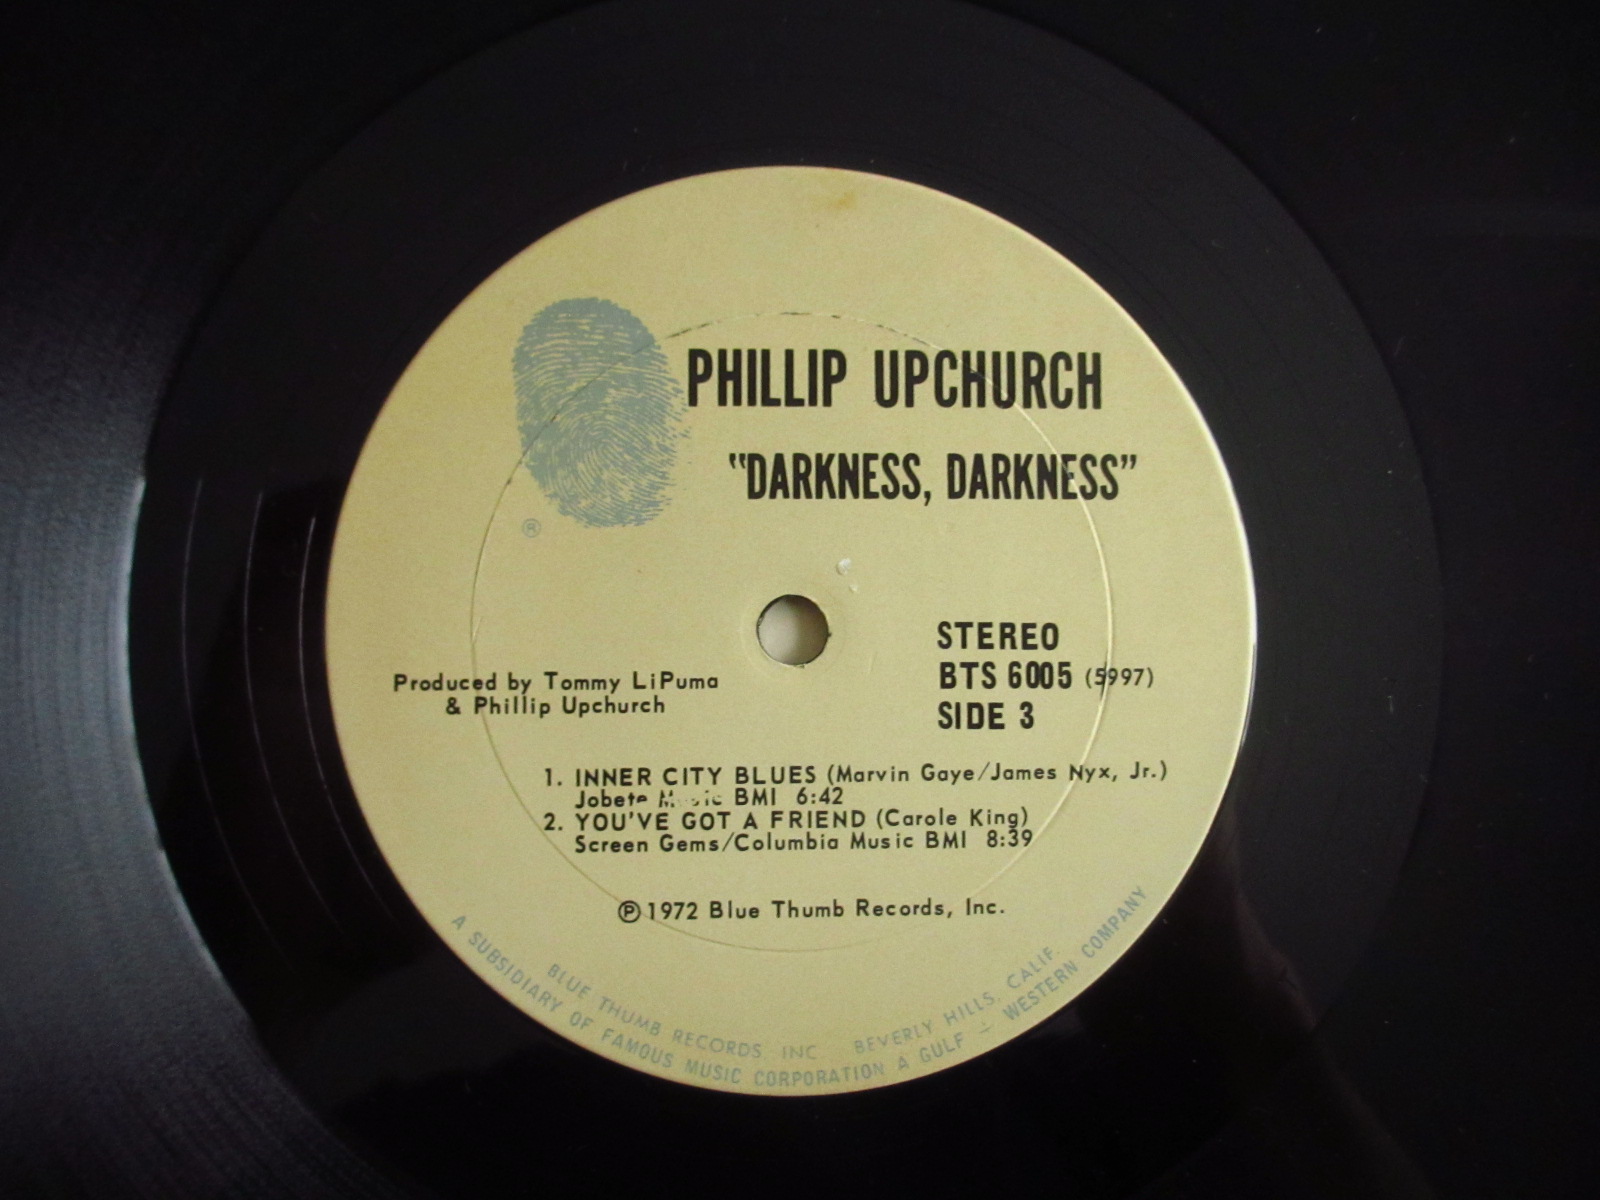 PHILLIP UPCHURCH
"DARKNESS, DARKNESS"
®
STEREO
BTS 6005 (5997)
SIDE 3
Produced by Tommy LiPuma
& Phillip Upchurch
1. INNER CITY BLUES (Marvin Gaye/James Nyx, Jr.)
Jobete Music BMI 6:42
2. YOU'VE GOT A FRIEND (Carole King)
Screen Gems/Columbia Music BMI 8:39
℗1972 Blue Thumb Records, Inc.
BLUE THUMB RECORDS INC BEVERLY HILLS, CALIF.
A SUBSIDIARY OF FAMOUS MUSIC CORPORATION A GULF + WESTERN COMPANY